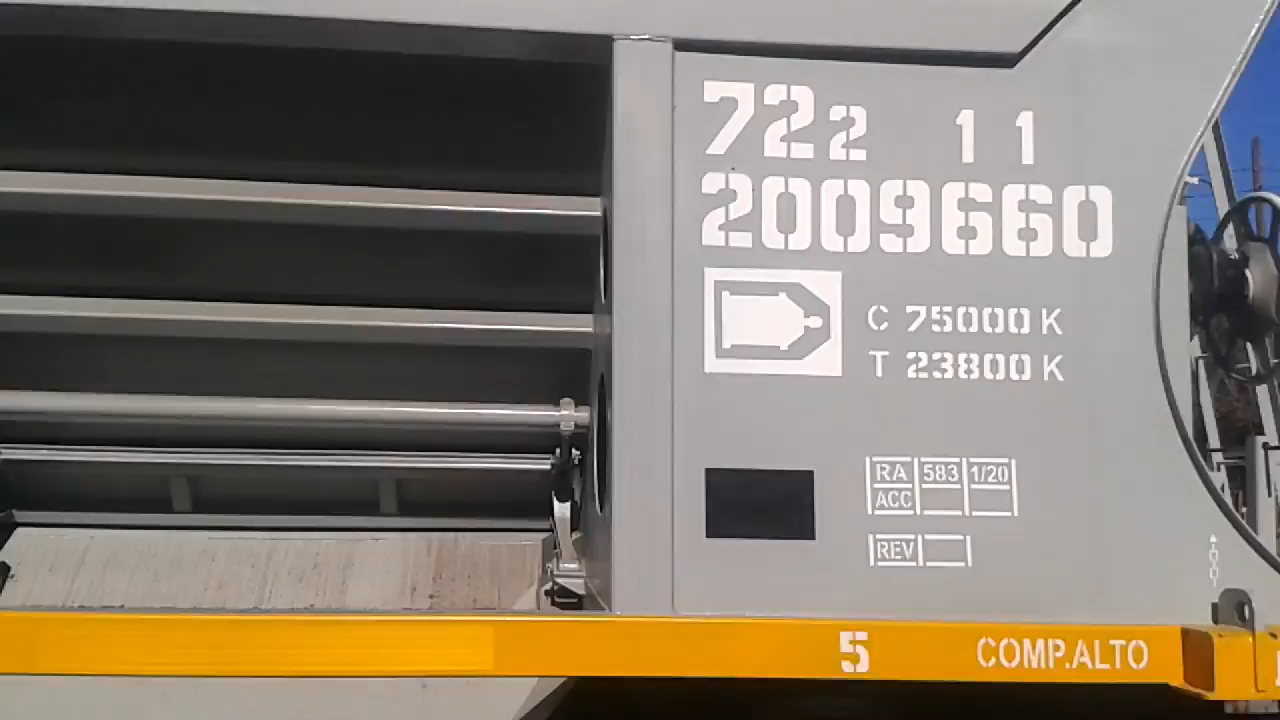 722 11
2009660
C 75000 K
T 23800 K
RA 583 1/20
ACC
REV
5 COMP.ALTO